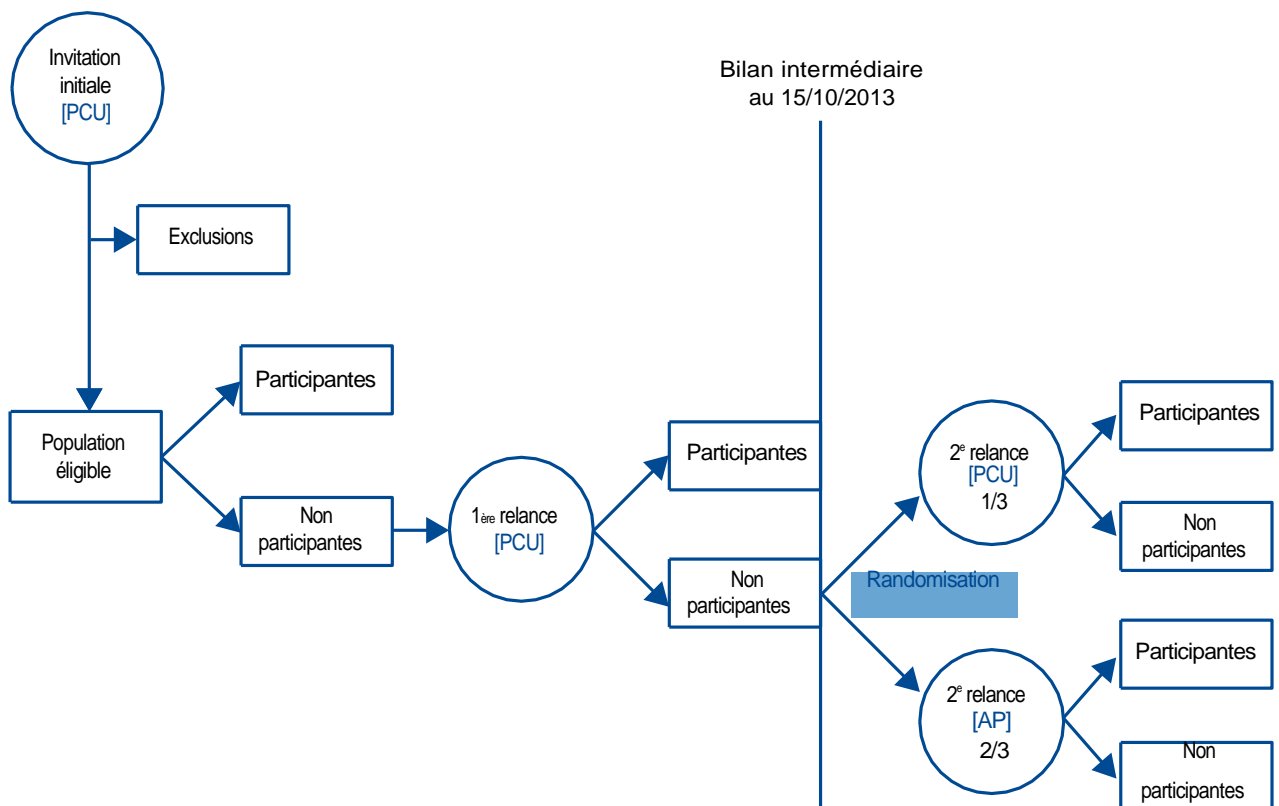 Invitation
initiale
[PCU]
Bilan intermédiaire
au 15/10/2013
Exclusions
Participantes
Population
éligible
Non
participantes
1ère relance
[PCU]
Participantes
Non
participantes
Randomisation
2e relance
[PCU]
1/3
Participantes
Non
participantes
2e relance
[AP]
2/3
Participantes
Non
participantes